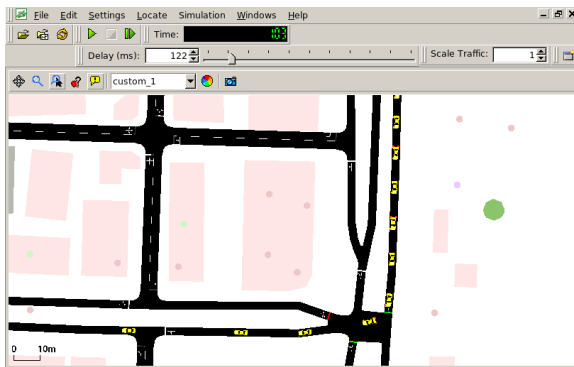 File Edit Settings Locate Simulation Windows Help
Time:
Delay (ms): 122 Scale Traffic: 1
custom_1
0 10m